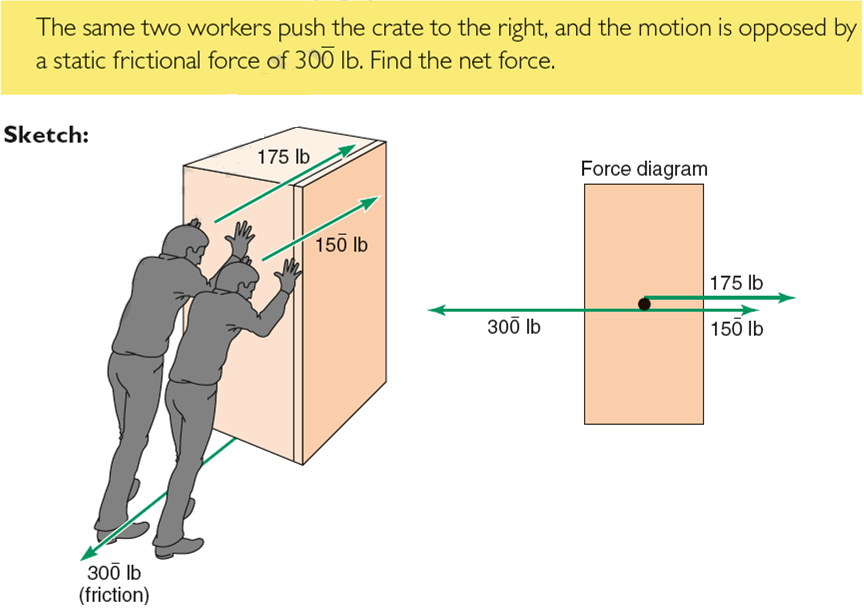 The same two workers push the crate to the right, and the motion is opposed by
a static frictional force of 300̅ lb. Find the net force.
Sketch:
175 lb
150̅ lb
300̅ lb
(friction)
Force diagram
175 lb
300̅ lb
150̅ lb